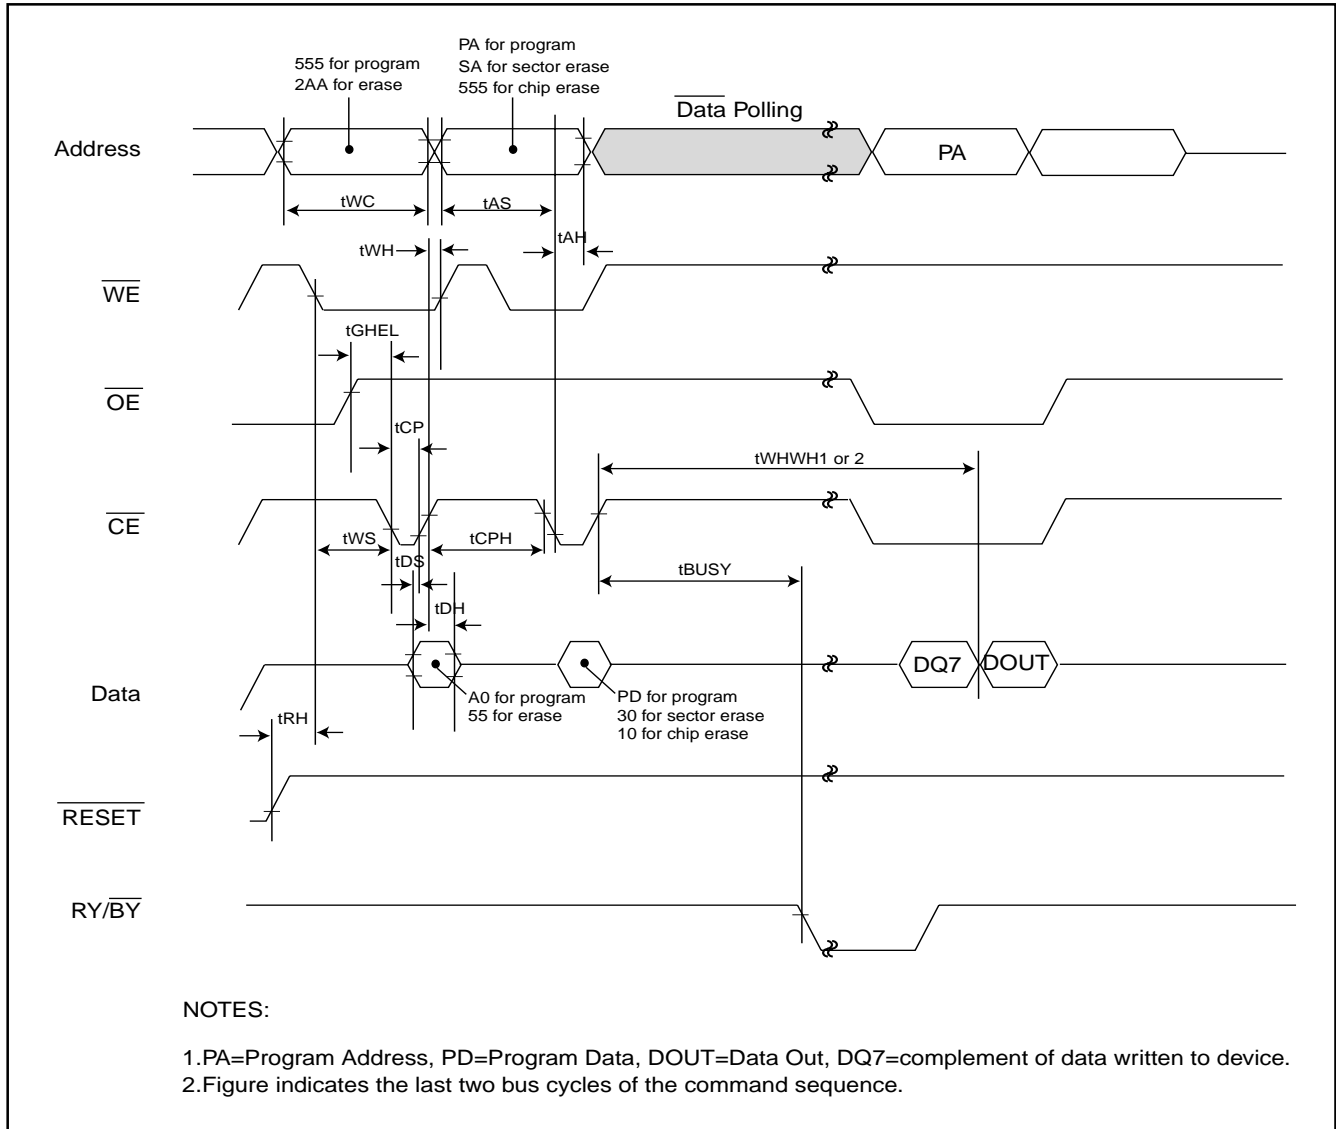 PA for program
555 for program
SA for sector erase
2AA for erase
555 for chip erase
Data Polling
Address
PA
tWC
tAS
tAH
tWH
WE
tGHEL
OE
tCP
tWHWH1 or 2
CE
tWS
tCPH
tDS
tBUSY
tDH
DQ7
DOUT
Data
A0 for program
55 for erase
PD for program
30 for sector erase
10 for chip erase
tRH
RESET
RY/BY
NOTES:
1.PA=Program Address, PD=Program Data, DOUT=Data Out, DQ7=complement of data written to device.
2.Figure indicates the last two bus cycles of the command sequence.